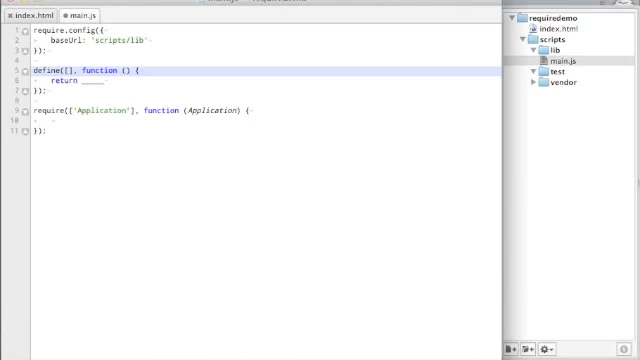 index.html
main.js
1 require.config({
2 baseUrl: 'scripts/lib'
3 });
4
5 define([], function () {
6 return _____
7 });
8
9 require(['Application'], function (Application) {
10
11 });
requiredemo
index.html
scripts
lib
main.js
test
vendor